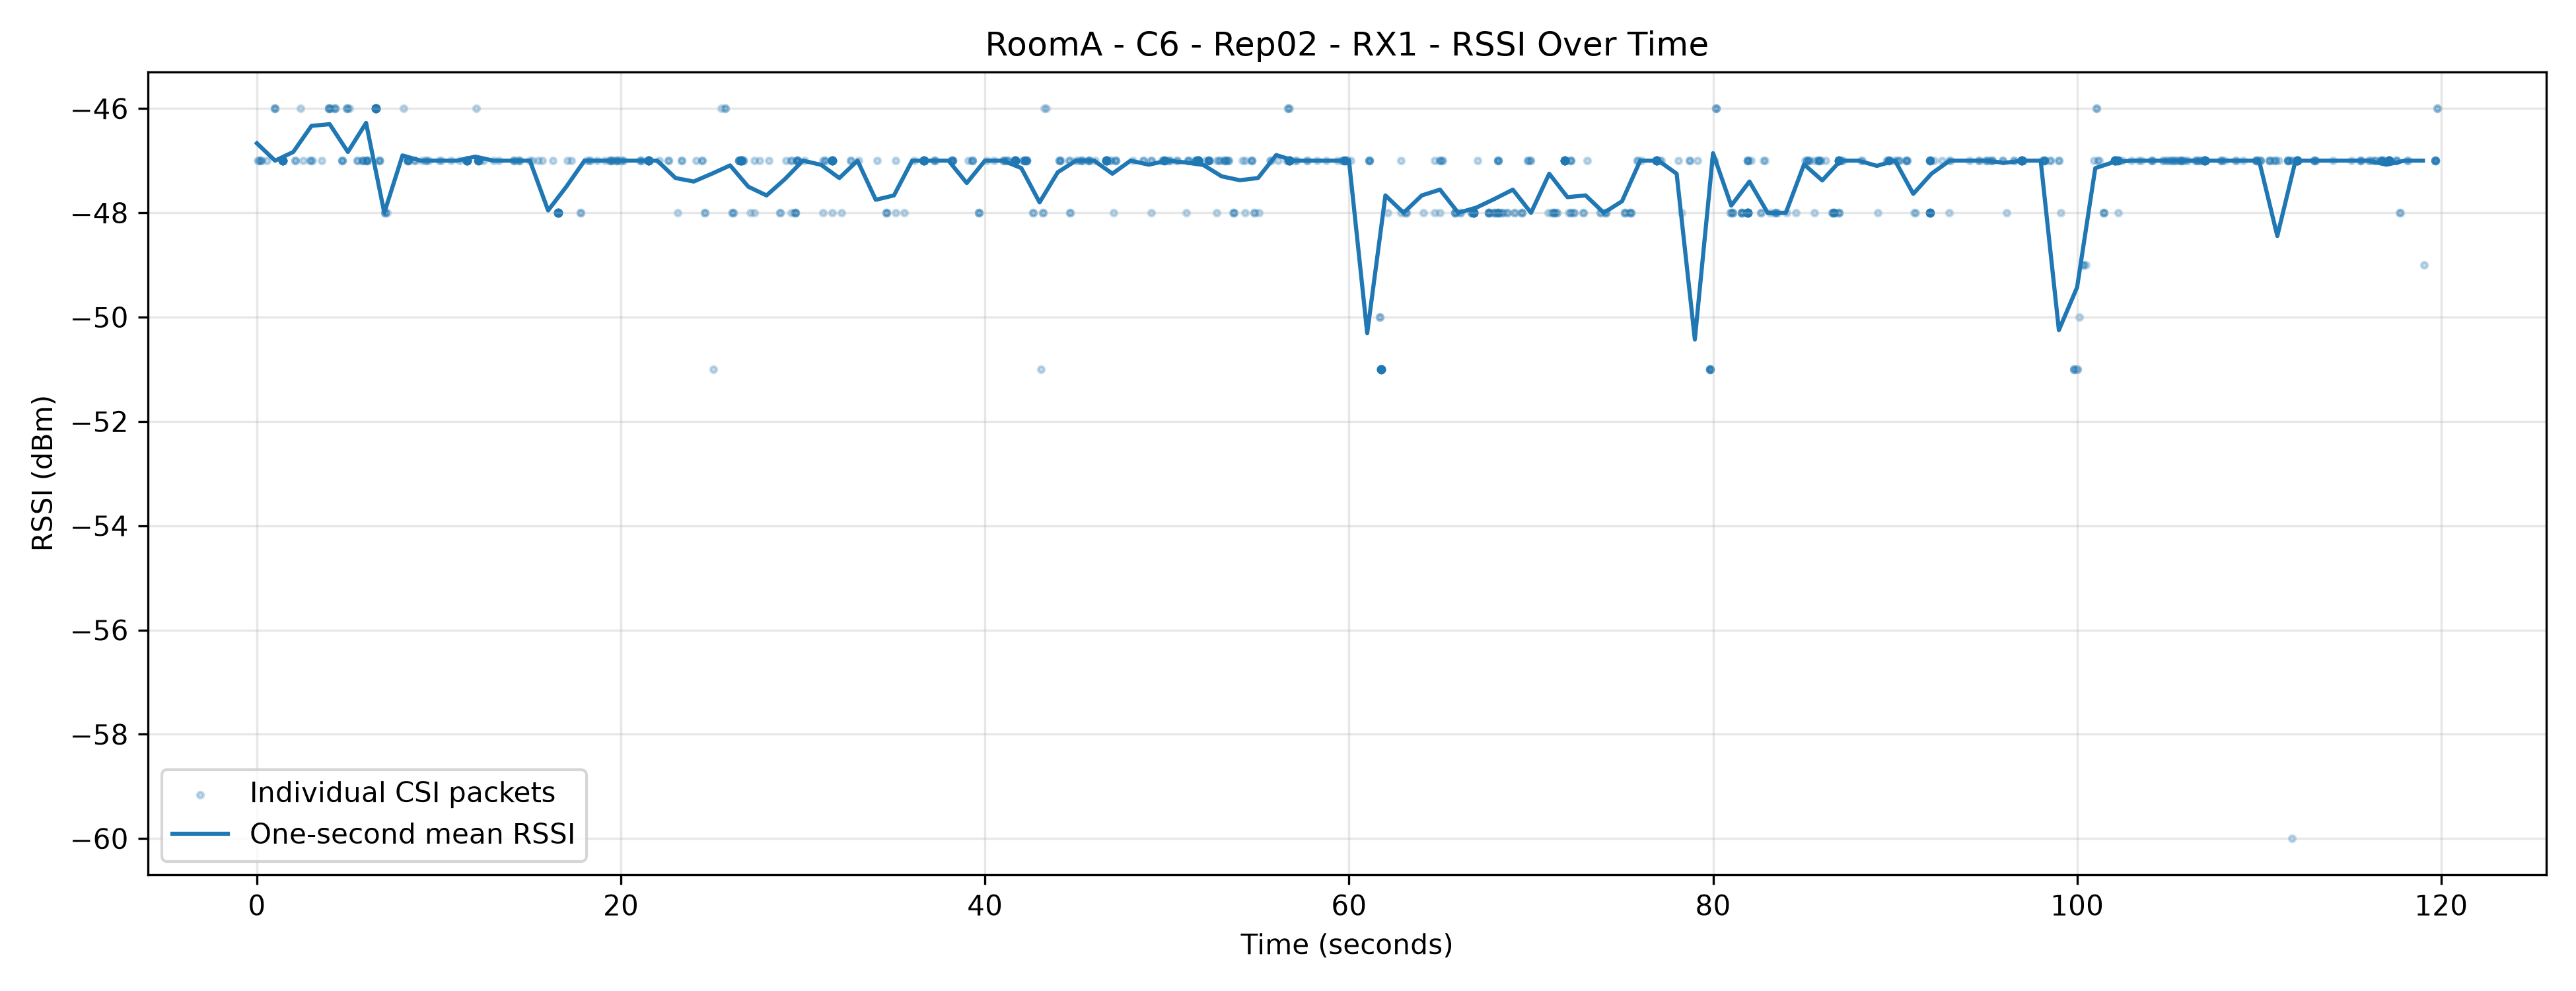 RoomA - C6 - Rep02 - RX1 - RSSI Over Time
RSSI (dBm)
−46
−48
−50
−52
−54
−56
−58
−60
Individual CSI packets
One-second mean RSSI
0 20 40 60 80 100 120
Time (seconds)